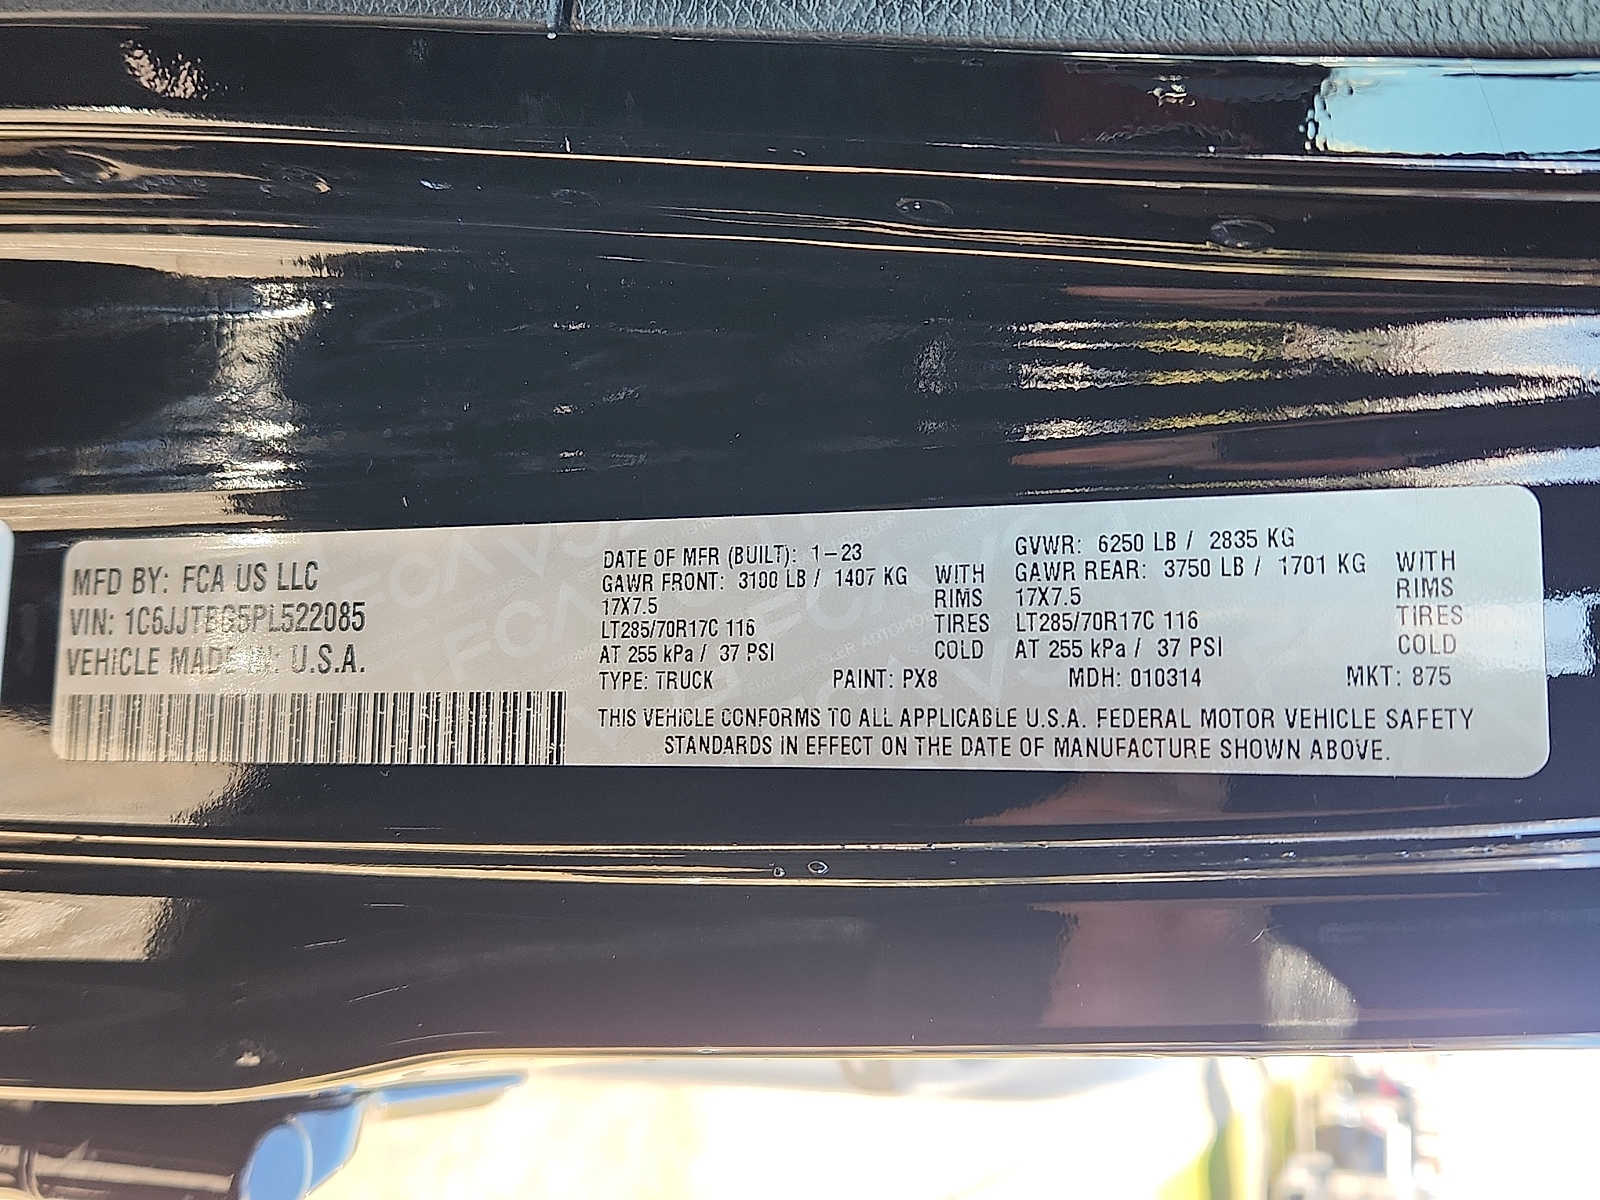 MFD BY: FCA US LLC
VIN: 1C6JJTBG5PL522085
VEHICLE MADE IN: U.S.A.
DATE OF MFR (BUILT): 1-23
GAWR FRONT: 3100 LB / 1407 KG WITH
17X7.5 RIMS
LT285/70R17C 116 TIRES
AT 255 kPa / 37 PSI COLD
GVWR: 6250 LB / 2835 KG
GAWR REAR: 3750 LB / 1701 KG WITH
17X7.5 RIMS
LT285/70R17C 116 TIRES
AT 255 kPa / 37 PSI COLD
TYPE: TRUCK PAINT: PX8 MDH: 010314 MKT: 875
THIS VEHICLE CONFORMS TO ALL APPLICABLE U.S.A. FEDERAL MOTOR VEHICLE SAFETY
STANDARDS IN EFFECT ON THE DATE OF MANUFACTURE SHOWN ABOVE.